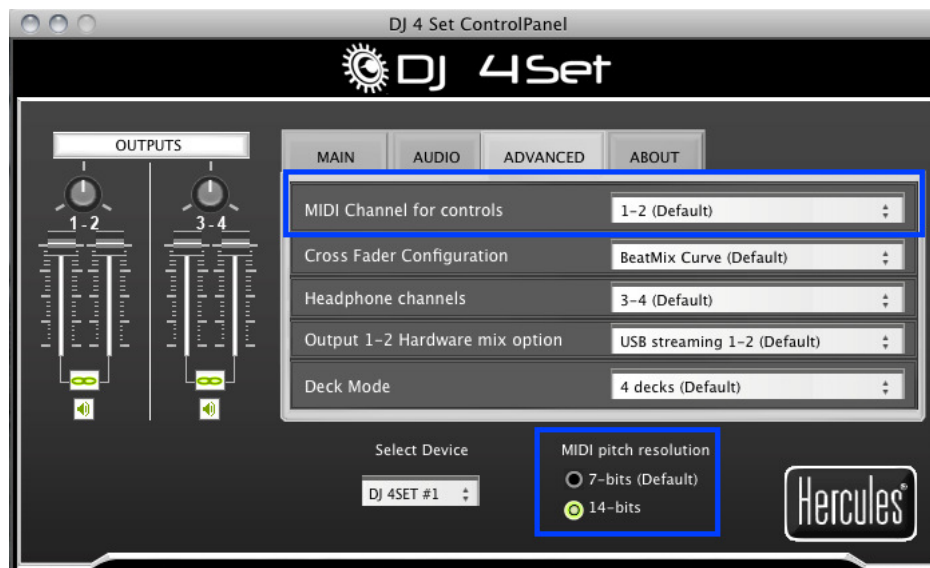 DJ 4 Set ControlPanel
DJ 4Set
OUTPUTS
1-2
3-4
MAIN
AUDIO
ADVANCED
ABOUT
MIDI Channel for controls
1-2 (Default)
Cross Fader Configuration
BeatMix Curve (Default)
Headphone channels
3-4 (Default)
Output 1-2 Hardware mix option
USB streaming 1-2 (Default)
Deck Mode
4 decks (Default)
Select Device
DJ 4SET #1
MIDI pitch resolution
7-bits (Default)
14-bits
Hercules